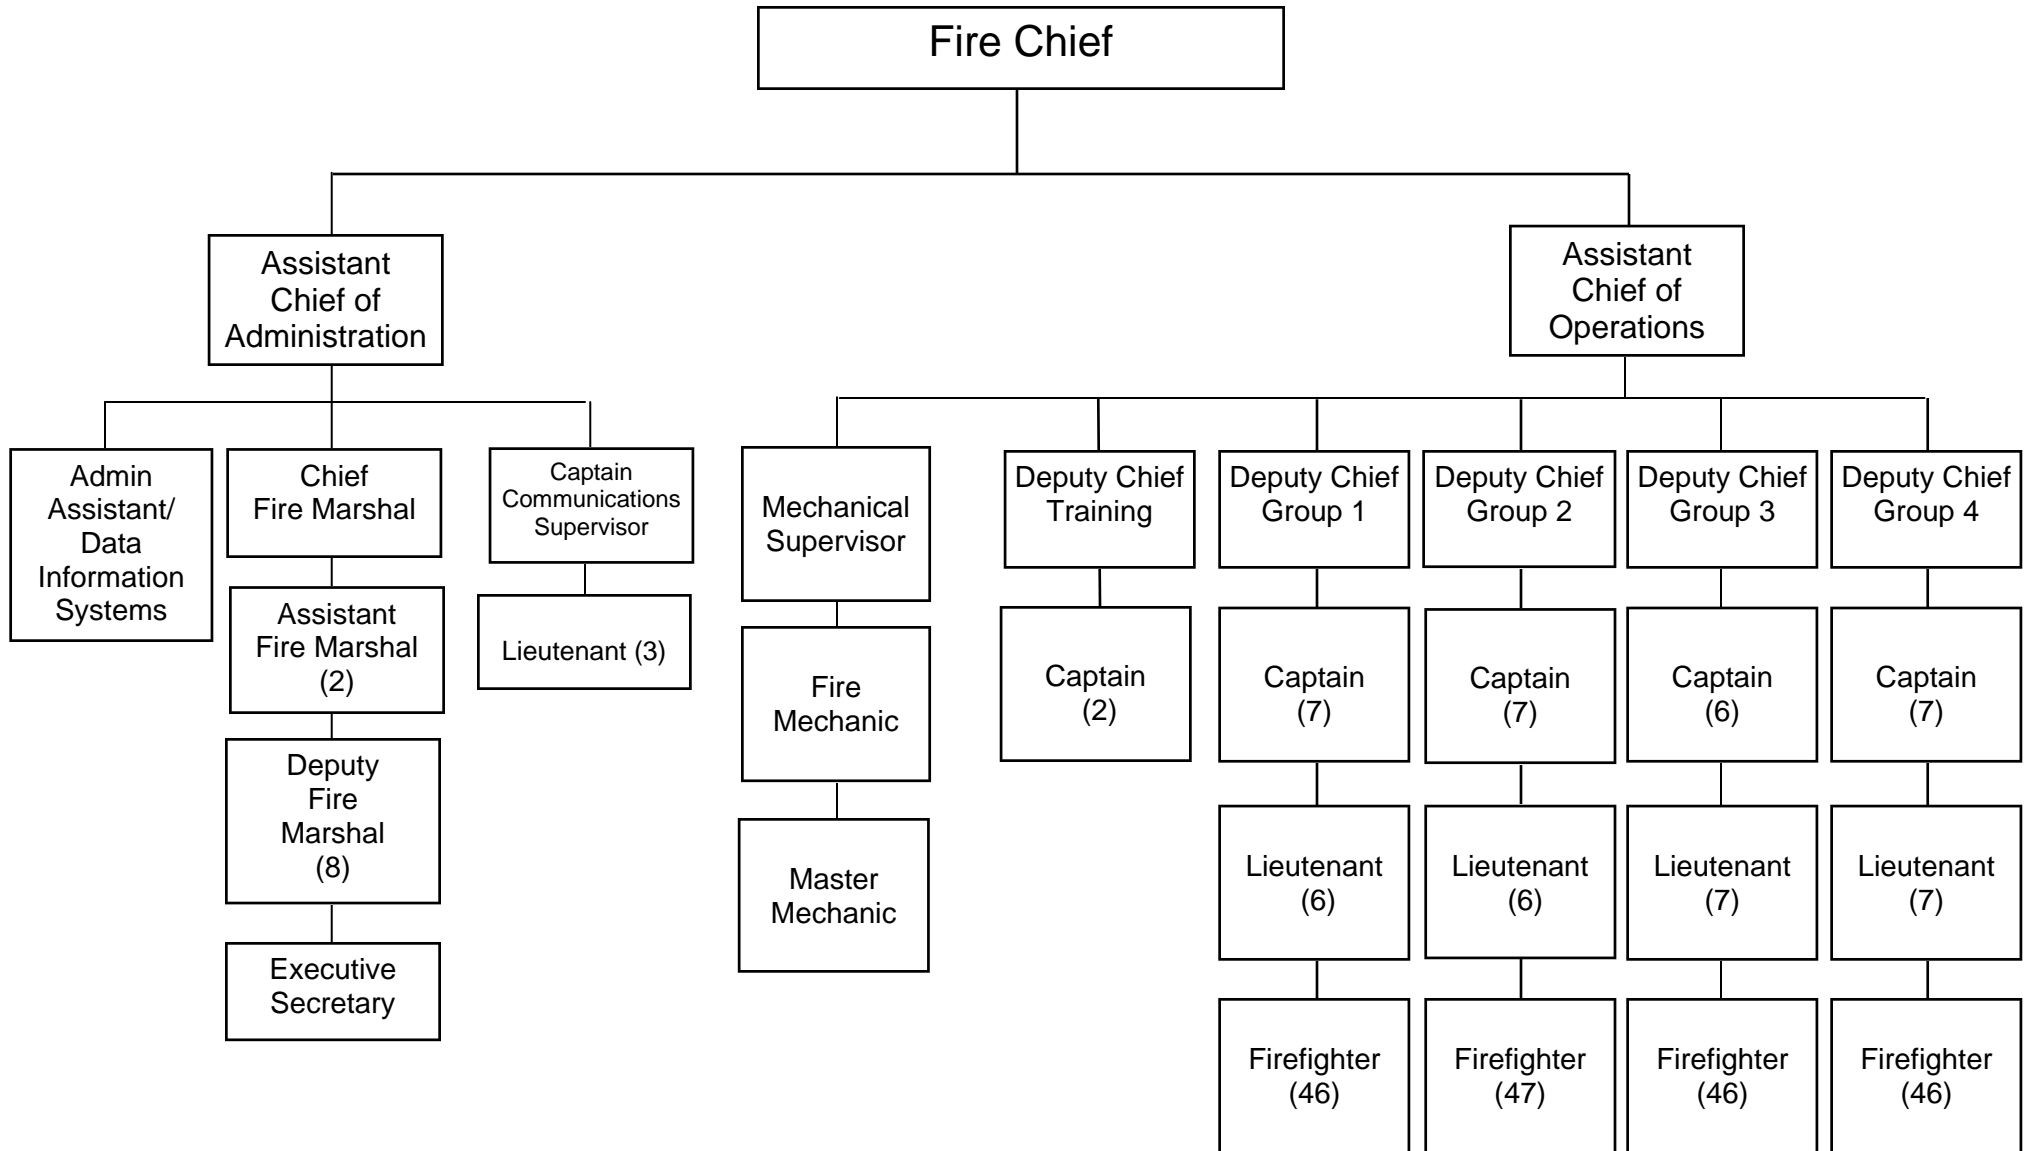 Fire Chief
Assistant
Chief of
Administration
Assistant
Chief of
Operations
Admin
Assistant/
Data
Information
Systems
Chief
Fire Marshal
Assistant
Fire Marshal
(2)
Deputy
Fire
Marshal
(8)
Executive
Secretary
Captain
Communications
Supervisor
Lieutenant (3)
Mechanical
Supervisor
Fire
Mechanic
Master
Mechanic
Deputy Chief
Training
Captain
(2)
Deputy Chief
Group 1
Captain
(7)
Lieutenant
(6)
Firefighter
(46)
Deputy Chief
Group 2
Captain
(7)
Lieutenant
(6)
Firefighter
(47)
Deputy Chief
Group 3
Captain
(6)
Lieutenant
(7)
Firefighter
(46)
Deputy Chief
Group 4
Captain
(7)
Lieutenant
(7)
Firefighter
(46)